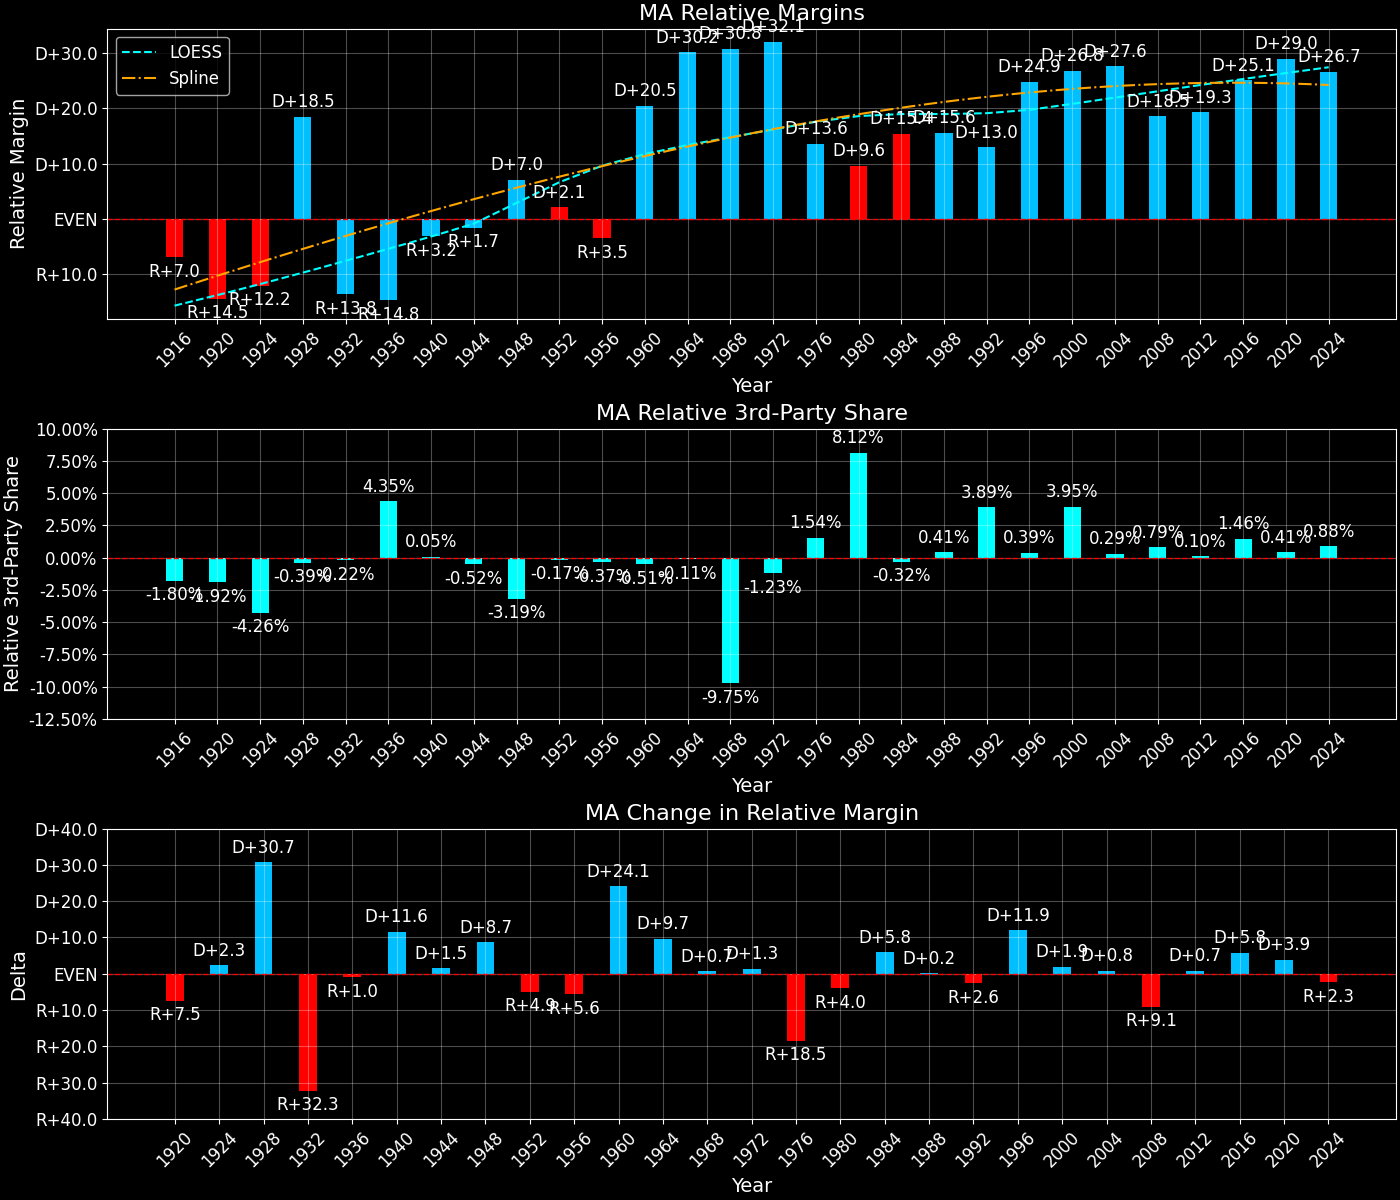 MA Relative Margins
LOESS
Spline
Relative Margin
D+30.0
D+20.0
D+10.0
EVEN
R+10.0
R+7.0
R+14.5
R+12.2
D+18.5
R+13.8
R+14.8
R+3.2
R+1.7
D+7.0
D+2.1
R+3.5
D+20.5
D+30.2
D+30.8
D+32.1
D+13.6
D+9.6
D+15.4
D+15.6
D+13.0
D+24.9
D+26.8
D+27.6
D+18.5
D+19.3
D+25.1
D+29.0
D+26.7
1916 1920 1924 1928 1932 1936 1940 1944 1948 1952 1956 1960 1964 1968 1972 1976 1980 1984 1988 1992 1996 2000 2004 2008 2012 2016 2020 2024
Year
MA Relative 3rd-Party Share
Relative 3rd-Party Share
10.00%
7.50%
5.00%
2.50%
0.00%
-2.50%
-5.00%
-7.50%
-10.00%
-12.50%
-1.80%
-1.92%
-4.26%
-0.39%
-0.22%
4.35%
0.05%
-0.52%
-3.19%
-0.17%
-0.37%
-0.51%
-0.11%
-9.75%
-1.23%
1.54%
8.12%
-0.32%
0.41%
3.89%
0.39%
3.95%
0.29%
0.79%
0.10%
1.46%
0.41%
0.88%
1916 1920 1924 1928 1932 1936 1940 1944 1948 1952 1956 1960 1964 1968 1972 1976 1980 1984 1988 1992 1996 2000 2004 2008 2012 2016 2020 2024
Year
MA Change in Relative Margin
Delta
D+40.0
D+30.0
D+20.0
D+10.0
EVEN
R+10.0
R+20.0
R+30.0
R+40.0
R+7.5
D+2.3
D+30.7
R+32.3
R+1.0
D+11.6
D+1.5
D+8.7
R+4.9
R+5.6
D+24.1
D+9.7
D+0.7
D+1.3
R+18.5
R+4.0
D+5.8
D+0.2
R+2.6
D+11.9
D+1.9
D+0.8
R+9.1
D+0.7
D+5.8
D+3.9
R+2.3
1920 1924 1928 1932 1936 1940 1944 1948 1952 1956 1960 1964 1968 1972 1976 1980 1984 1988 1992 1996 2000 2004 2008 2012 2016 2020 2024
Year